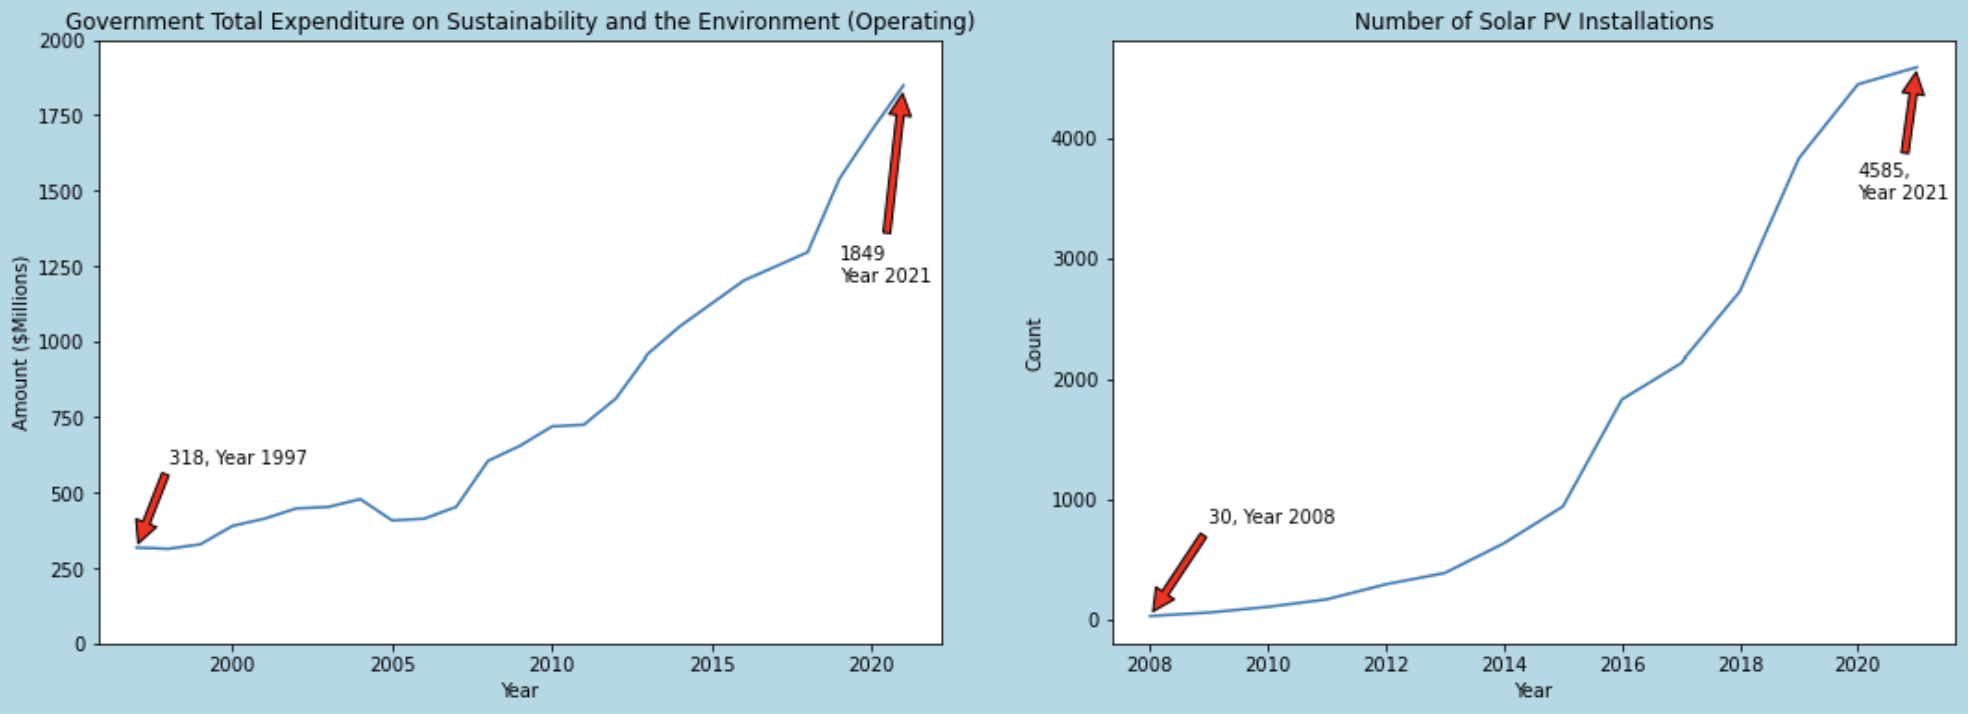 Government Total Expenditure on Sustainability and the Environment (Operating)
2000
1750
1500
1250
1000
750
500
250
0
Amount ($Millions)
318, Year 1997
1849
Year 2021
2000
2005
2010
2015
2020
Year
Number of Solar PV Installations
4000
3000
2000
1000
0
Count
4585,
Year 2021
30, Year 2008
2008
2010
2012
2014
2016
2018
2020
Year